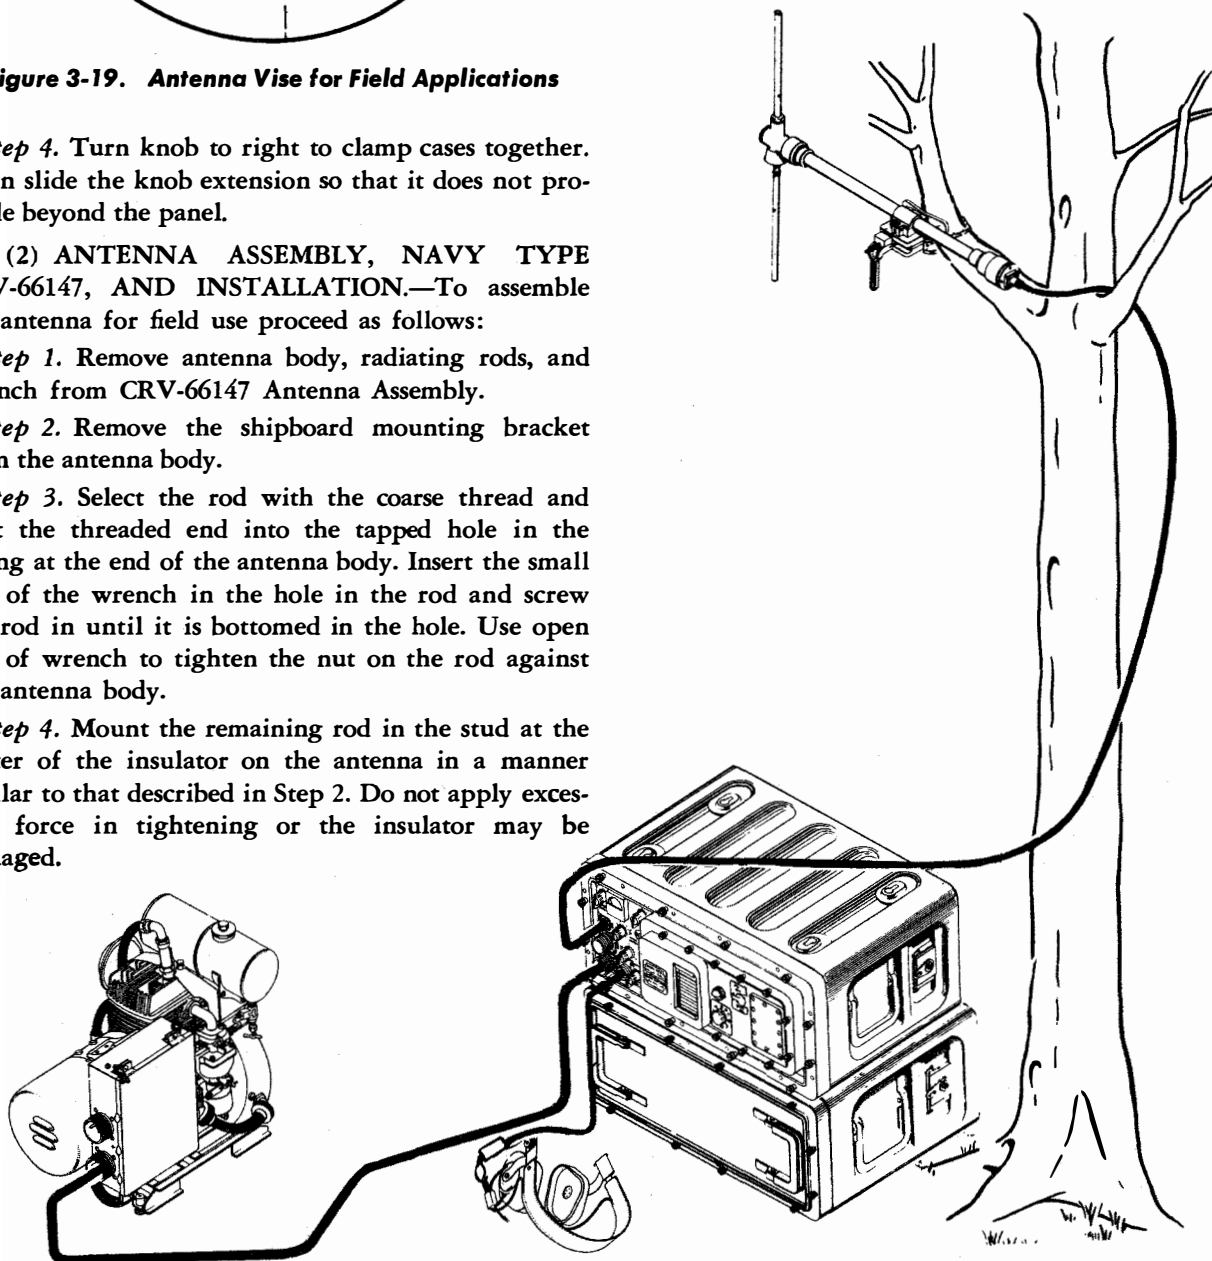 igure 3-19. Antenna Vise for Field Applications
ep 4. Turn knob to right to clamp cases together.
n slide the knob extension so that it does not pro-
le beyond the panel.
(2) ANTENNA ASSEMBLY, NAVY TYPE
V-66147, AND INSTALLATION.—To assemble
antenna for field use proceed as follows:
ep 1. Remove antenna body, radiating rods, and
nch from CRV-66147 Antenna Assembly.
ep 2. Remove the shipboard mounting bracket
n the antenna body.
ep 3. Select the rod with the coarse thread and
t the threaded end into the tapped hole in the
ng at the end of the antenna body. Insert the small
of the wrench in the hole in the rod and screw
rod in until it is bottomed in the hole. Use open
of wrench to tighten the nut on the rod against
antenna body.
ep 4. Mount the remaining rod in the stud at the
er of the insulator on the antenna in a manner
lar to that described in Step 2. Do not apply exces-
force in tightening or the insulator may be
aged.